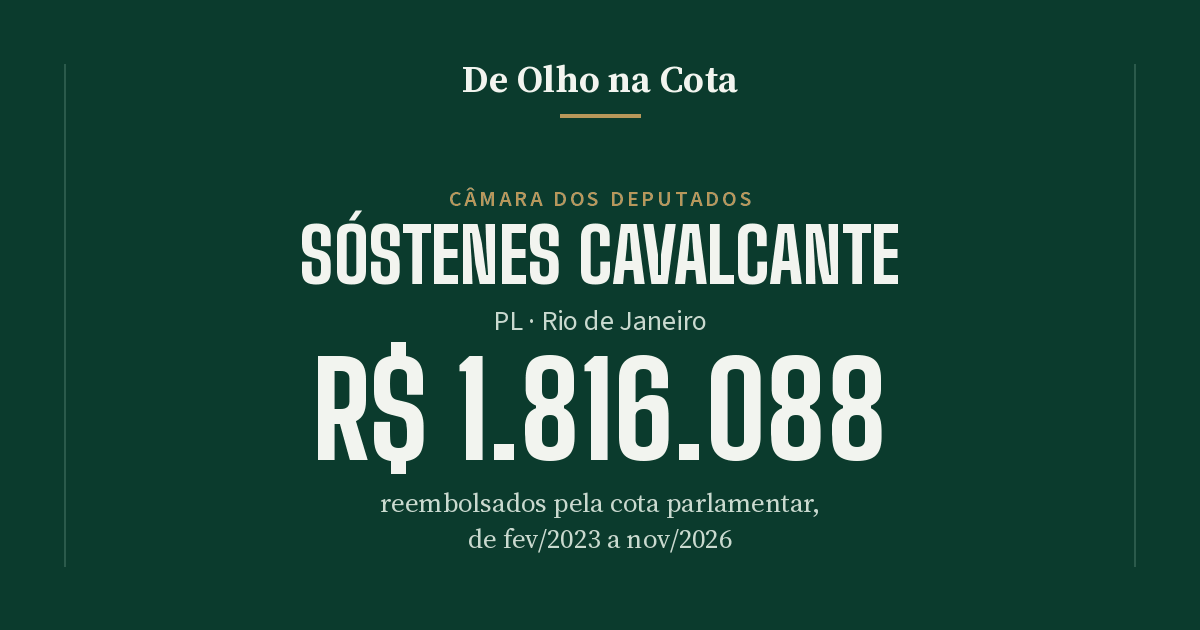 De Olho na Cota
CÂMARA DOS DEPUTADOS
SÓSTENES CAVALCANTE
PL · Rio de Janeiro
R$ 1.816.088
reembolsados pela cota parlamentar,
de fev/2023 a nov/2026